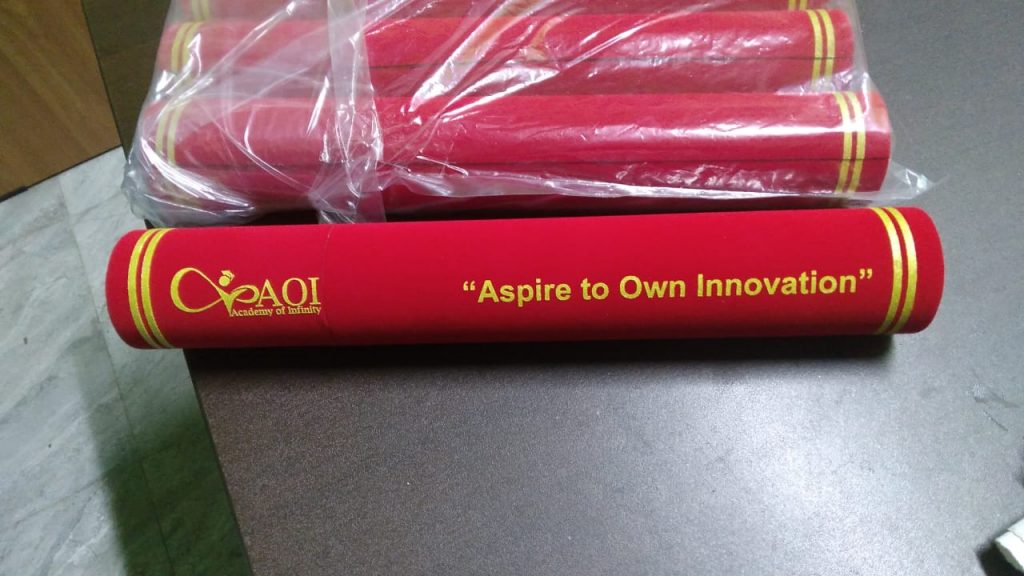 AOI
Academy of Infinity
“Aspire to Own Innovation”